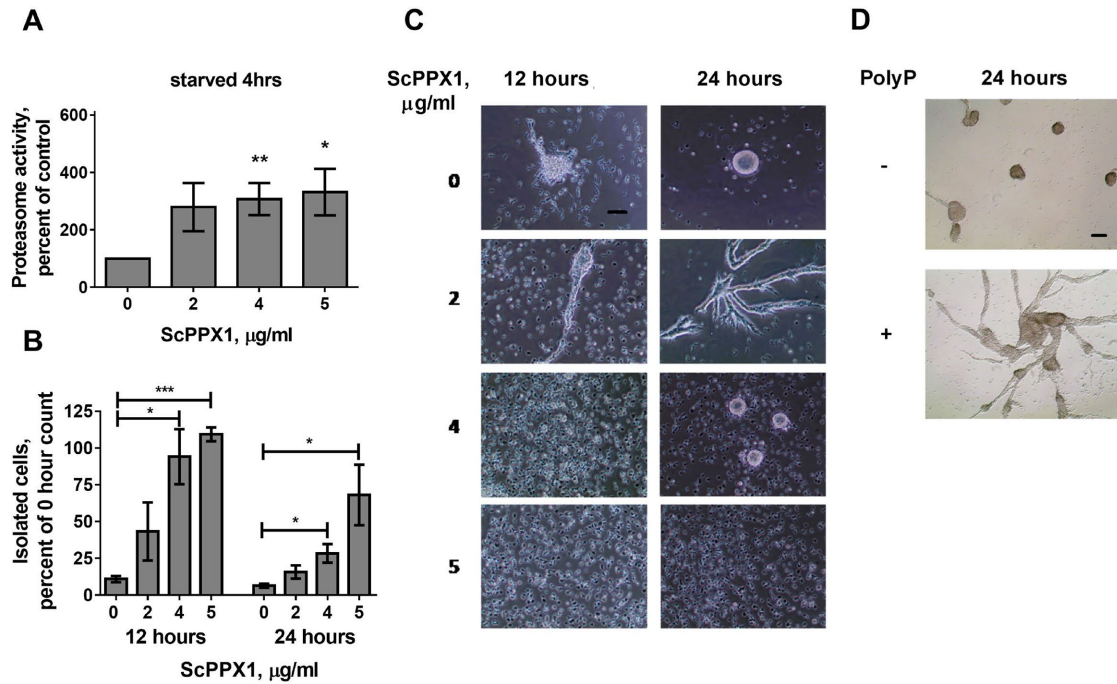 A
starved 4hrs
Proteasome activity,
percent of control
600
400
300
200
100
0
**
*
0 2 4 5
ScPPX1, μg/ml
B
Isolated cells,
percent of 0 hour count
125
100
75
50
25
0
***
*
*
*
0 2 4 5 0 2 4 5
12 hours 24 hours
ScPPX1, μg/ml
C
ScPPX1,
μg/ml
12 hours 24 hours
0
2
4
5
D
PolyP 24 hours
-
+